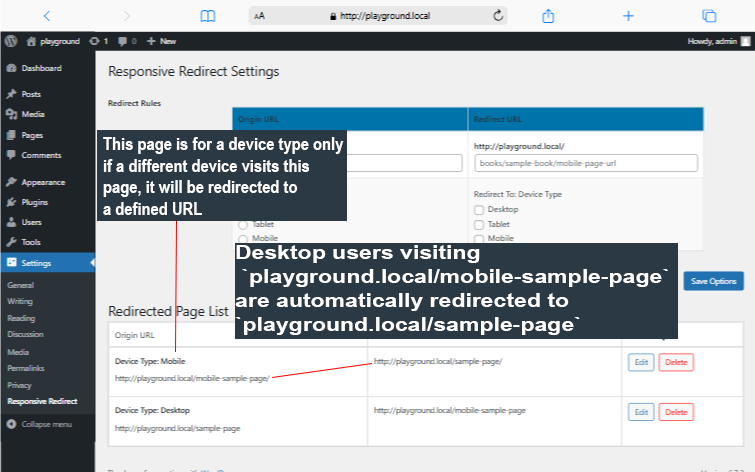 AA http://playground.local
playground 1 0 + New Howdy, admin
Dashboard
Posts
Media
Pages
Comments
Appearance
Plugins
Users
Tools
Settings
General
Writing
Reading
Discussion
Media
Permalinks
Privacy
Responsive Redirect
Collapse menu
Responsive Redirect Settings
Redirect Rules
Origin URL Redirect URL
This page is for a device type only
if a different device visits this
page, it will be redirected to
a defined URL
http://playground.local/
books/sample-book/mobile-page-url
Redirect To: Device Type
Desktop
Tablet Tablet
Mobile Mobile
Desktop users visiting
`playground.local/mobile-sample-page`
are automatically redirected to
`playground.local/sample-page`
Save Options
Redirected Page List
Origin URL
Device Type: Mobile
http://playground.local/sample-page/ Edit Delete
http://playground.local/mobile-sample-page/
Device Type: Desktop
http://playground.local/mobile-sample-page Edit Delete
http://playground.local/sample-page